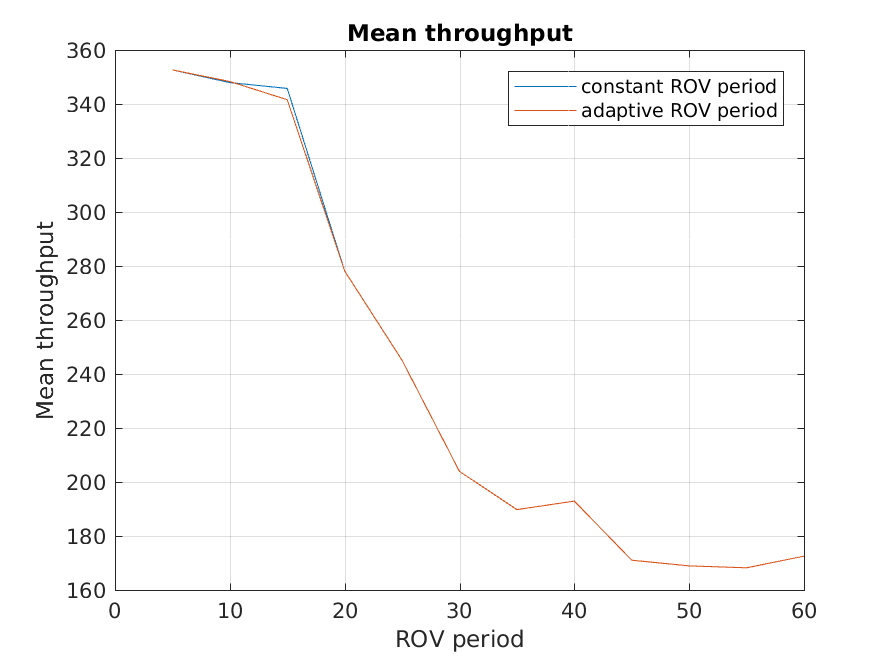 Mean throughput
constant ROV period
adaptive ROV period
Mean throughput
360
340
320
300
280
260
240
220
200
180
160
0 10 20 30 40 50 60
ROV period